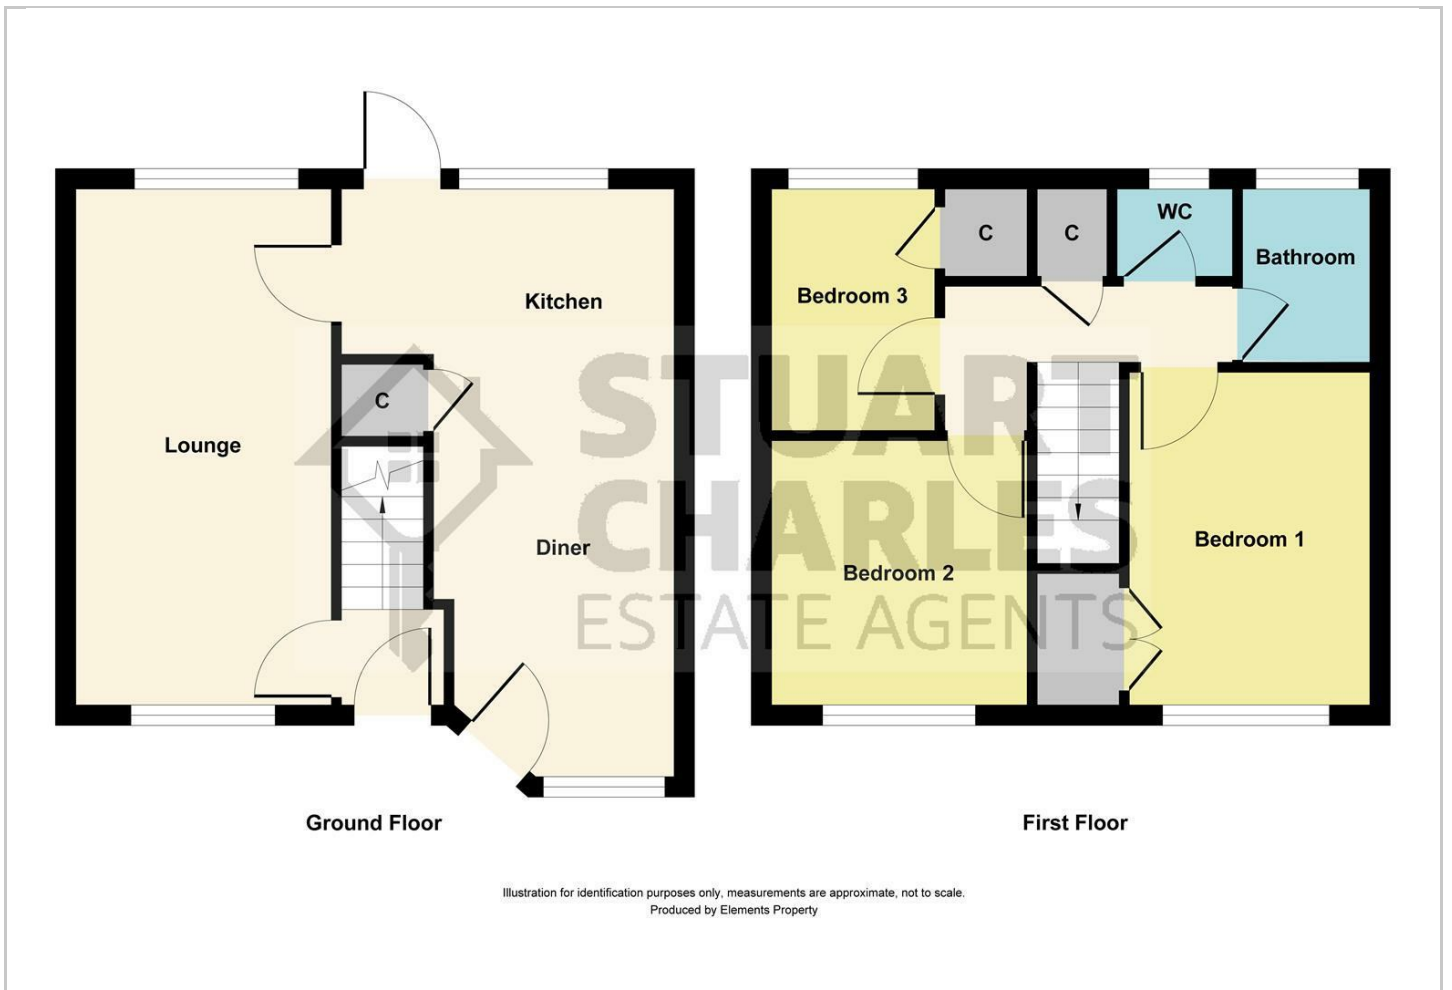 WC
C
C
Bathroom
Bedroom 3
Kitchen
C
Lounge
STUART
CHARLES
ESTATE AGENTS
Diner
Bedroom 1
Bedroom 2
Ground Floor
First Floor
Illustration for identification purposes only, measurements are approximate, not to scale.
Produced by Elements Property